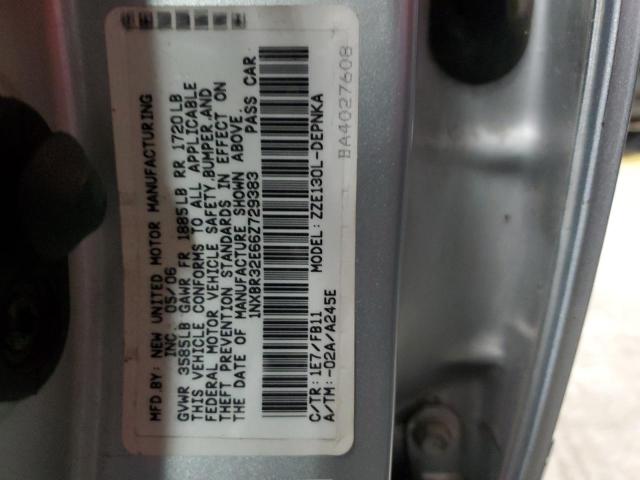 MFD.BY: NEW UNITED MOTOR MANUFACTURING
INC. 05/06
GVWR 3585LB GAWR FR 1885LB RR 1720LB
THIS VEHICLE CONFORMS TO ALL APPLICABLE
FEDERAL MOTOR VEHICLE SAFETY,BUMPER,AND
THEFT PREVENTION STANDARDS IN EFFECT ON
THE DATE OF MANUFACTURE SHOWN ABOVE.
1NXBR32E66Z729383 PASS CAR
C/TR: 1E7/FB11 MODEL: ZZE130L-DEPNKA
A/TM: -02A/A245E
BA4027608